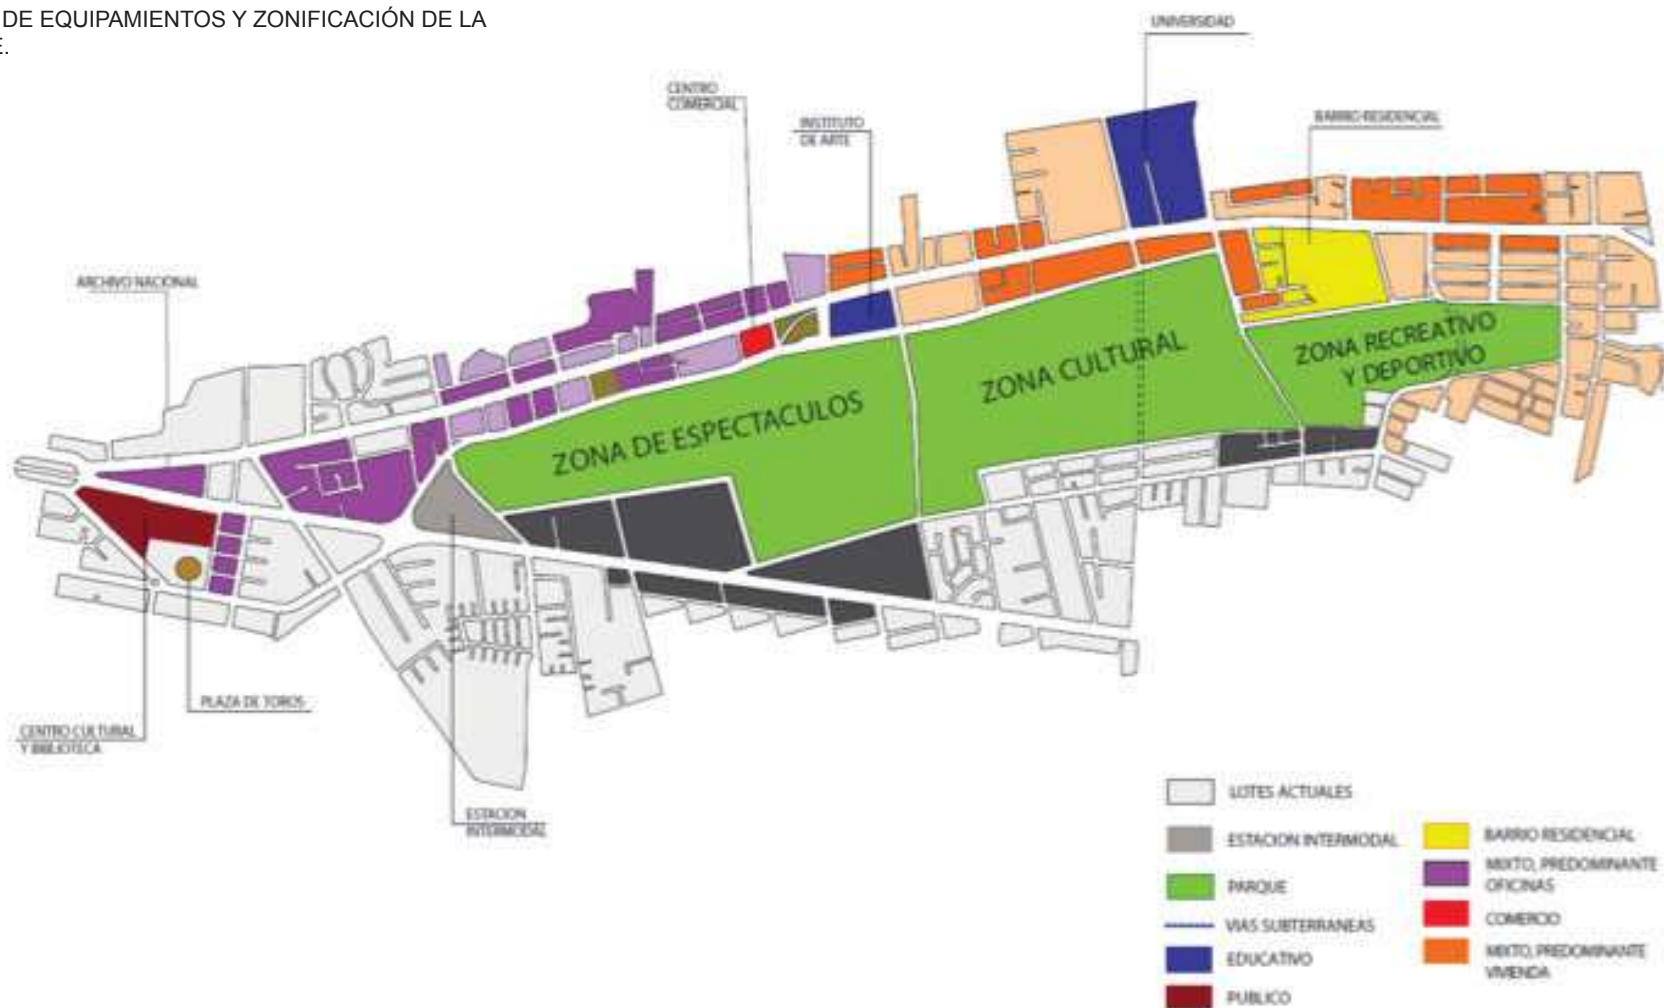 DE EQUIPAMIENTOS Y ZONIFICACIÓN DE LA
E.
UNIVERSIDAD
CENTRO
COMERCIAL
INSTITUTO
DE ARTE
BARRIO RESIDENCIAL
ARCHIVO NACIONAL
ZONA DE ESPECTACULOS
ZONA CULTURAL
ZONA RECREATIVO
Y DEPORTIVO
PLAZA DE TOROS
CENTRO CULTURAL
Y BIBLIOTECA
ESTACION
INTERMODAL
LOTES ACTUALES
ESTACION INTERMODAL
PARQUE
VIAS SUBTERRANEAS
EDUCATIVO
PUBLICO
BARRIO RESIDENCIAL
MIXTO, PREDOMINANTE
OFICINAS
COMERCIO
MIXTO, PREDOMINANTE
VIVIENDA